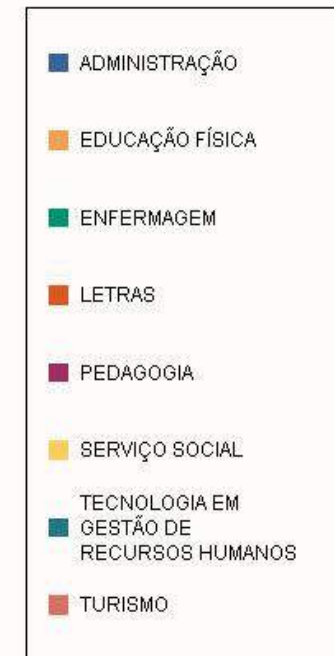 ADMINISTRAÇÃO
EDUCAÇÃO FÍSICA
ENFERMAGEM
LETRAS
PEDAGOGIA
SERVIÇO SOCIAL
TECNOLOGIA EM
GESTÃO DE
RECURSOS HUMANOS
TURISMO